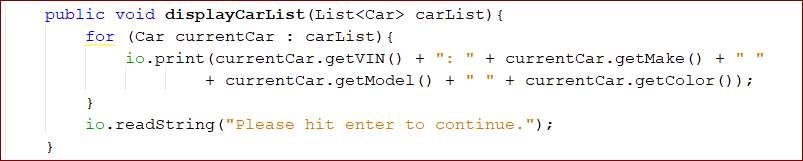 public void displayCarList(List<Car> carList){
for (Car currentCar : carList){
io.print(currentCar.getVIN() + ": " + currentCar.getMake() + " "
+ currentCar.getModel() + " " + currentCar.getColor());
}
io.readString("Please hit enter to continue.");
}